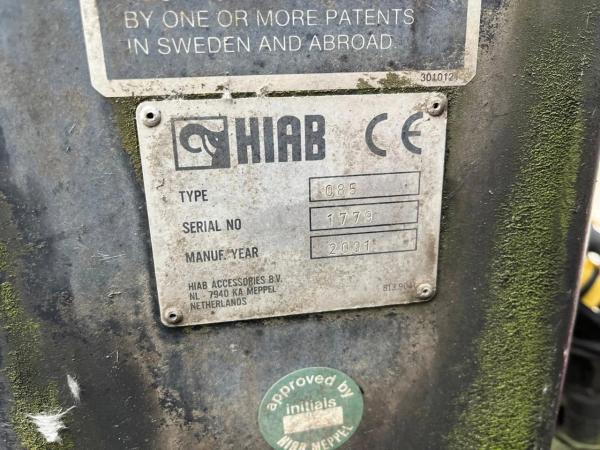 BY ONE OR MORE PATENTS
IN SWEDEN AND ABROAD
301012
HIAB CE
TYPE 085
SERIAL NO 1779
MANUF. YEAR 2001
HIAB ACCESSORIES B.V.
NL - 7940 KA MEPPEL
NETHERLANDS
approved by
initials
HIAB MEPPEL